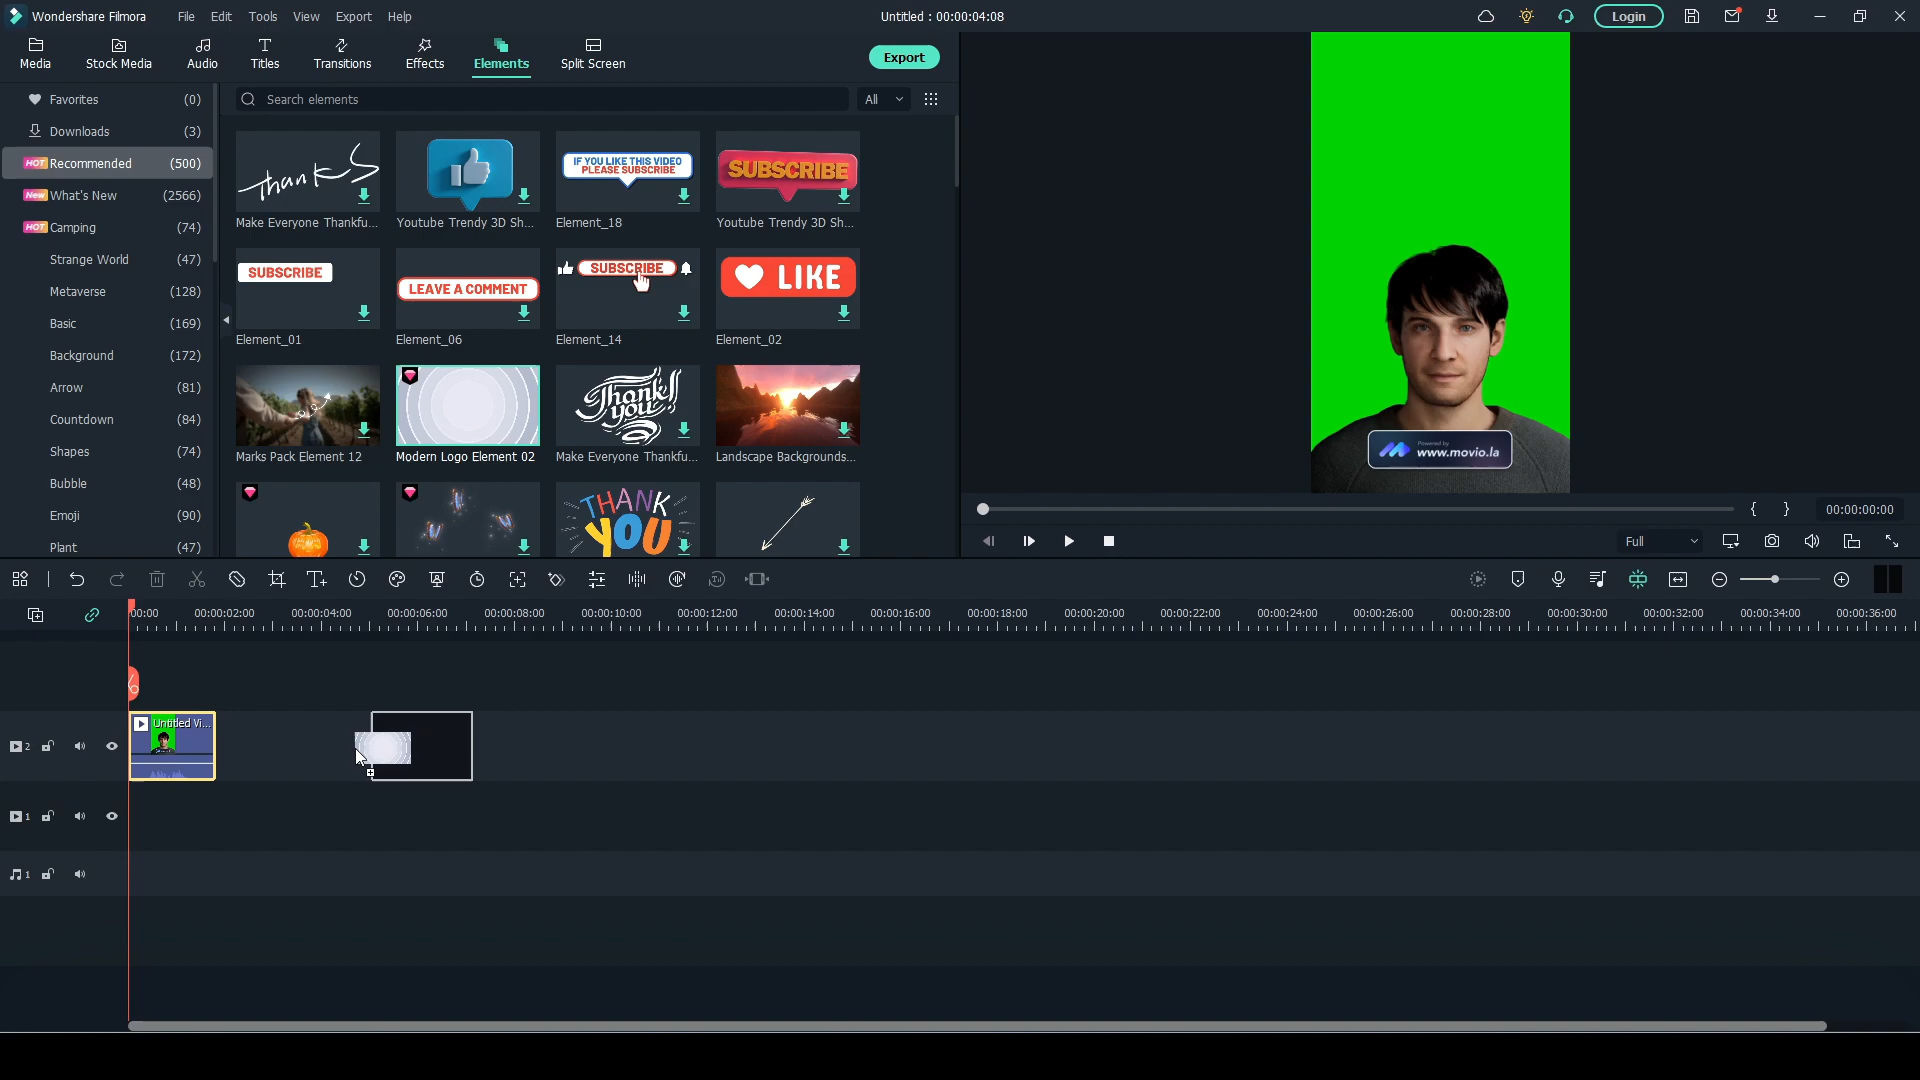 Wondershare Filmora
File Edit Tools View Export Help
Untitled : 00:00:04:08
Login
Media Stock Media Audio Titles Transitions Effects Elements Split Screen
Export
Favorites (0)
Downloads (3)
HOT Recommended (500)
New What's New (2566)
HOT Camping (74)
Strange World (47)
Metaverse (128)
Basic (169)
Background (172)
Arrow (81)
Countdown (84)
Shapes (74)
Bubble (48)
Emoji (90)
Plant (47)
Search elements
All
thanks
IF YOU LIKE THIS VIDEO
PLEASE SUBSCRIBE
SUBSCRIBE
Make Everyone Thankfu... Youtube Trendy 3D Sh... Element_18 Youtube Trendy 3D Sh...
SUBSCRIBE
LEAVE A COMMENT
SUBSCRIBE
LIKE
Element_01 Element_06 Element_14 Element_02
Thank
you!
Marks Pack Element 12 Modern Logo Element 02 Make Everyone Thankfu... Landscape Backgrounds...
THANK
YOU
Powered by
www.movio.la
{ } 00:00:00:00
Full
00:00 00:00:02:00 00:00:04:00 00:00:06:00 00:00:08:00 00:00:10:00 00:00:12:00 00:00:14:00 00:00:16:00 00:00:18:00 00:00:20:00 00:00:22:00 00:00:24:00 00:00:26:00 00:00:28:00 00:00:30:00 00:00:32:00 00:00:34:00 00:00:36:00
Untitled Vi...
2
1
1